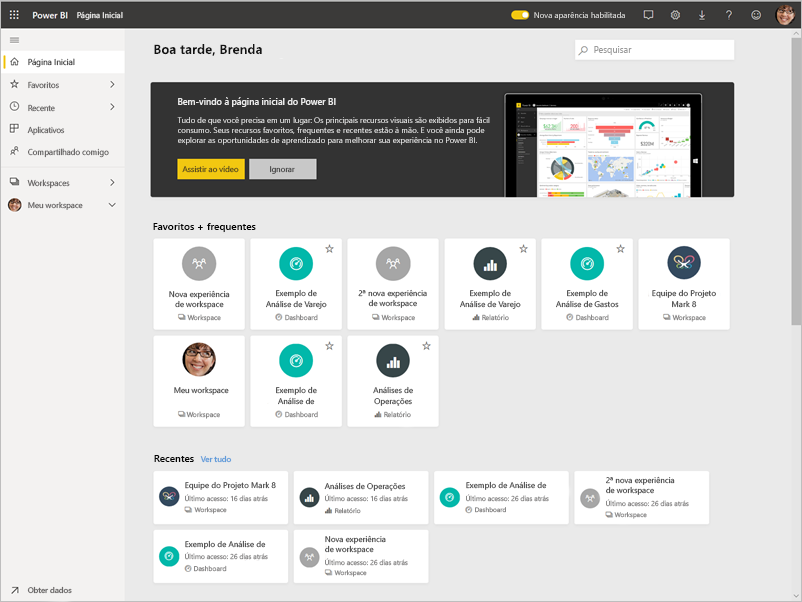 Power BI Página Inicial
Nova aparência habilitada
Página Inicial
Favoritos
Recente
Aplicativos
Compartilhado comigo
Workspaces
Meu workspace
Obter dados
Boa tarde, Brenda
Pesquisar
Bem-vindo à página inicial do Power BI
Tudo de que você precisa em um lugar: Os principais recursos visuais são exibidos para fácil
consumo. Seus recursos favoritos, frequentes e recentes estão à mão. E você ainda pode
explorar as oportunidades de aprendizado para melhorar sua experiência no Power BI.
Assistir ao vídeo
Ignorar
Favoritos + frequentes
Nova experiência
de workspace
Workspace
Exemplo de
Análise de Varejo
Dashboard
2ª nova experiência
de workspace
Workspace
Exemplo de
Análise de Varejo
Relatório
Exemplo de
Análise de Gastos
Dashboard
Equipe do Projeto
Mark 8
Workspace
Meu workspace
Workspace
Exemplo de
Análise de
Dashboard
Análises de
Operações
Relatório
Recentes Ver tudo
Equipe do Projeto Mark 8
Último acesso: 16 dias atrás
Workspace
Análises de Operações
Último acesso: 16 dias atrás
Relatório
Exemplo de Análise de
Último acesso: 26 dias atrás
Dashboard
2ª nova experiência
de workspace
Último acesso: 26 dias atrás
Workspace
Exemplo de Análise de
Último acesso: 26 dias atrás
Dashboard
Nova experiência
de workspace
Último acesso: 26 dias atrás
Workspace